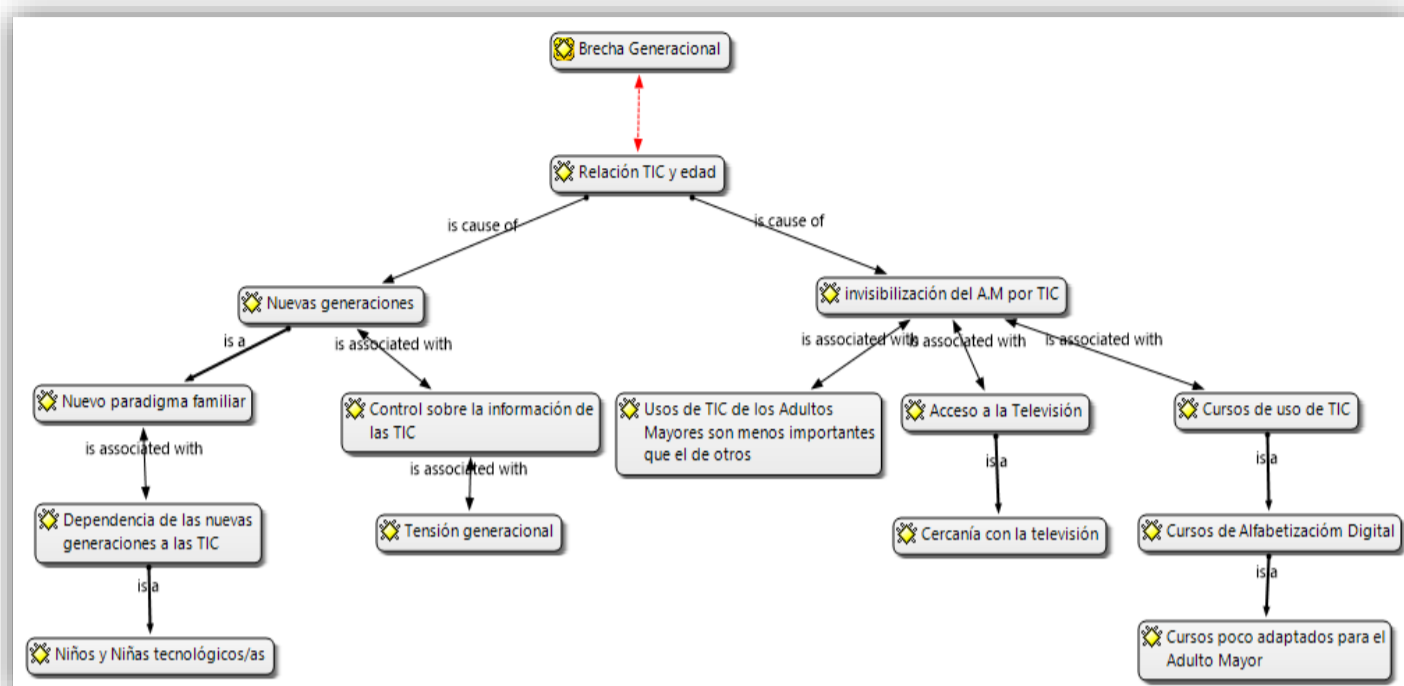 Brecha Generacional
Relación TIC y edad
is cause of
is cause of
Nuevas generaciones
invisibilización del A.M por TIC
is a
is associated with
is associated with
is associated with
is associated with
Nuevo paradigma familiar
Control sobre la información de
las TIC
Usos de TIC de los Adultos
Mayores son menos importantes
que el de otros
Acceso a la Televisión
Cursos de uso de TIC
is associated with
is associated with
is a
is a
Dependencia de las nuevas
generaciones a las TIC
Tensión generacional
Cercanía con la televisión
Cursos de Alfabetizacióm Digital
is a
is a
Niños y Niñas tecnológicos/as
Cursos poco adaptados para el
Adulto Mayor